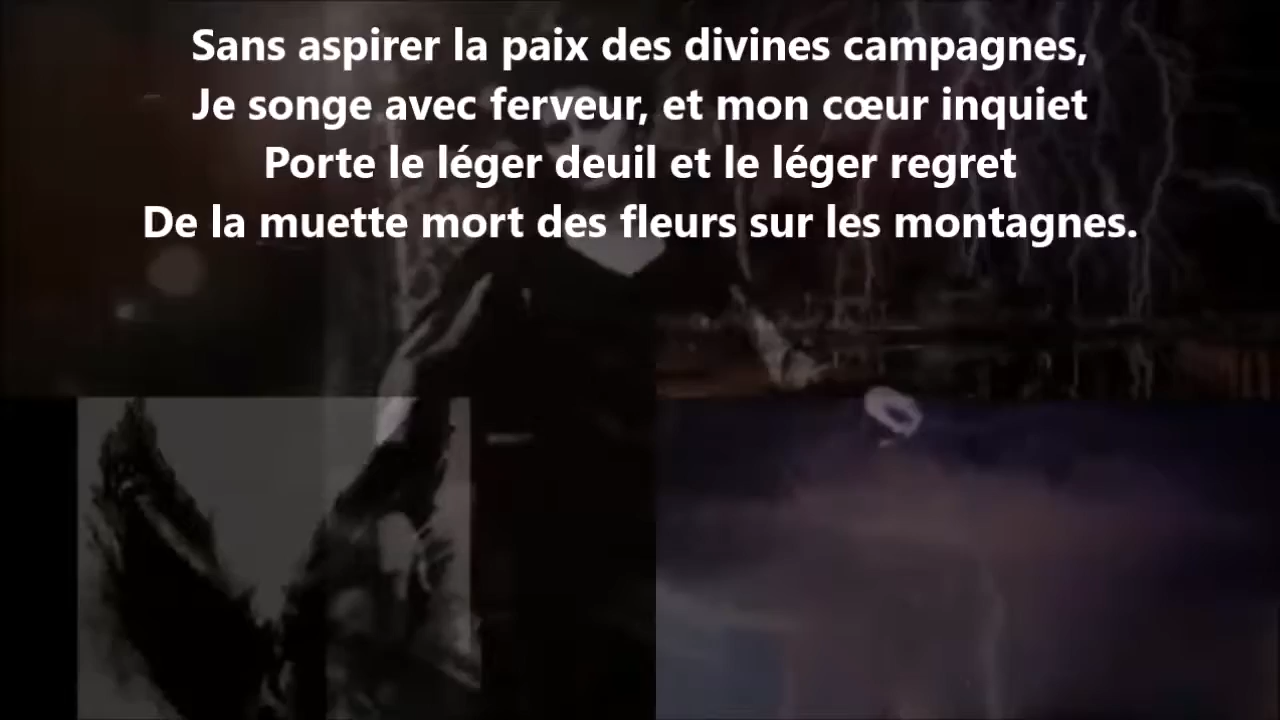 Sans aspirer la paix des divines campagnes,
Je songe avec ferveur, et mon cœur inquiet
Porte le léger deuil et le léger regret
De la muette mort des fleurs sur les montagnes.